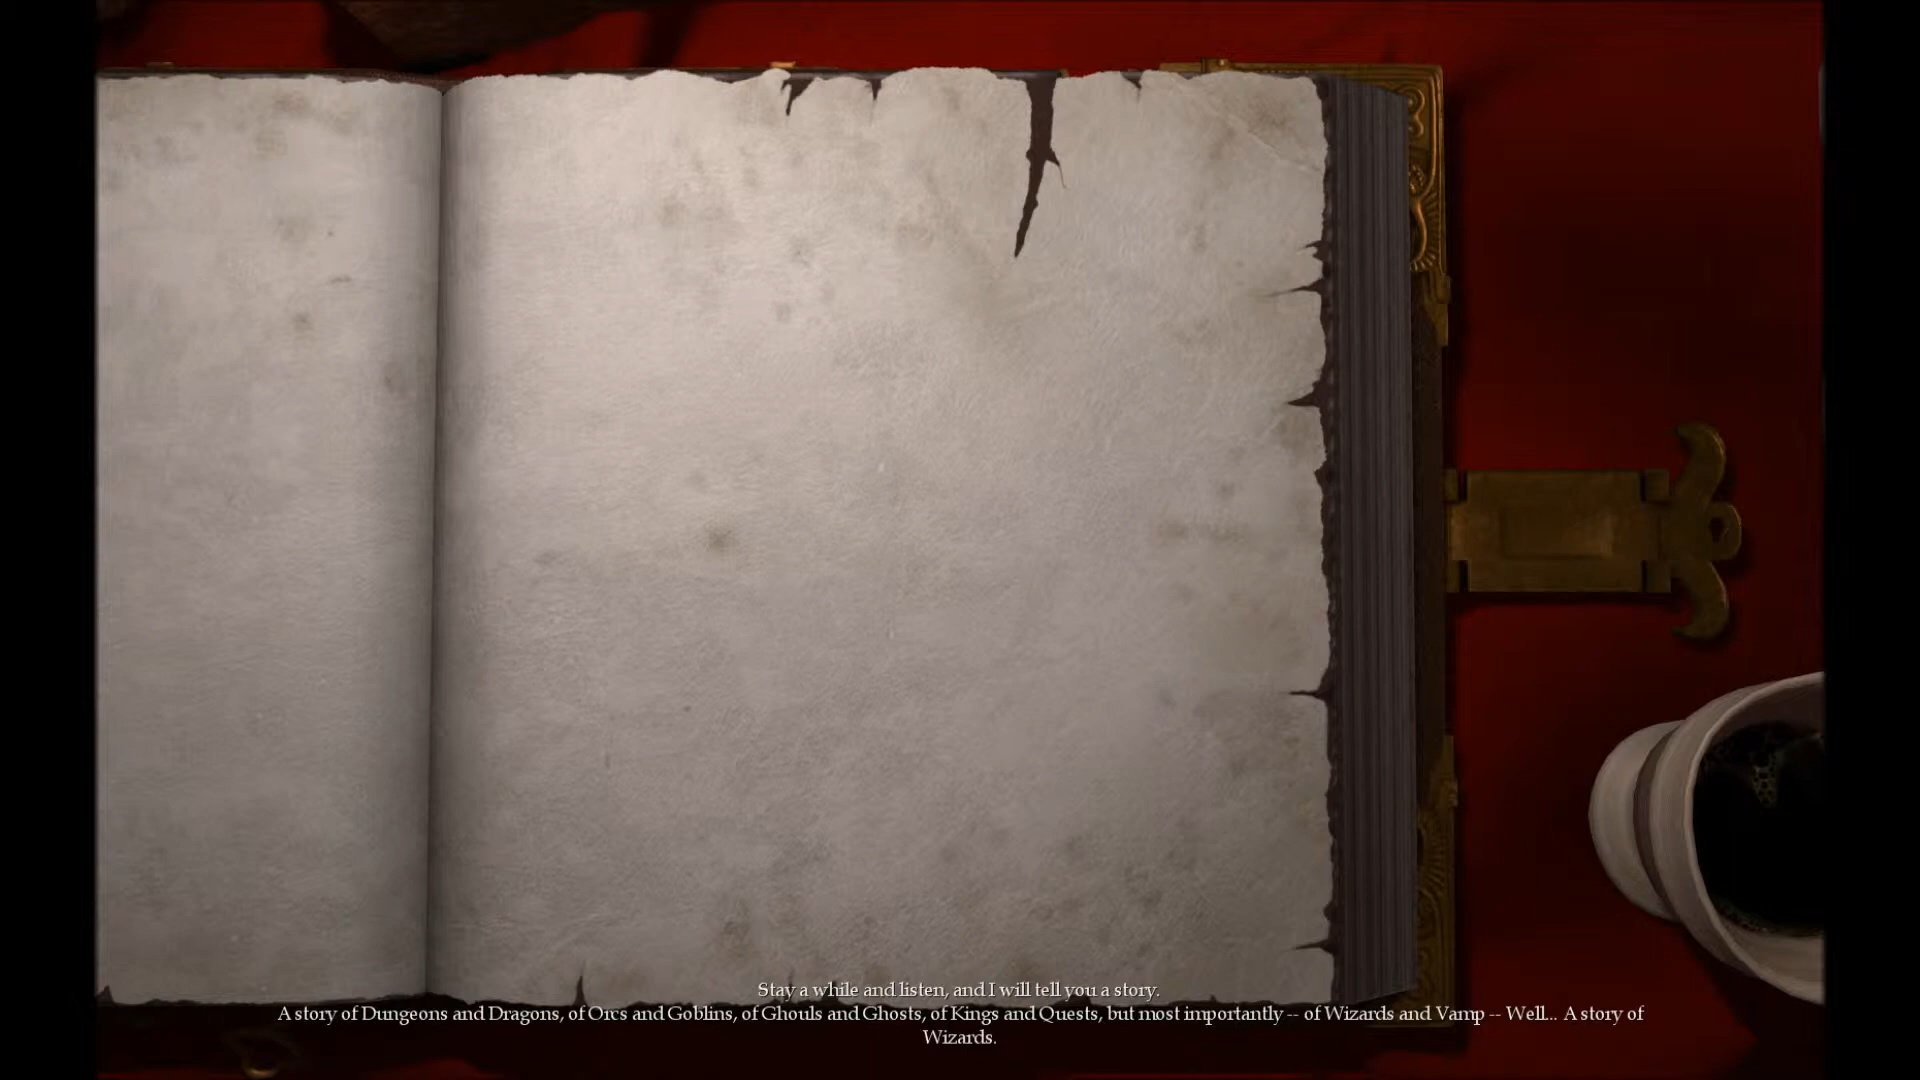 Stay a while and listen, and I will tell you a story.
A story of Dungeons and Dragons, of Orcs and Goblins, of Ghouls and Ghosts, of Kings and Quests, but most importantly -- of Wizards and Vamp -- Well... A story of
Wizards.